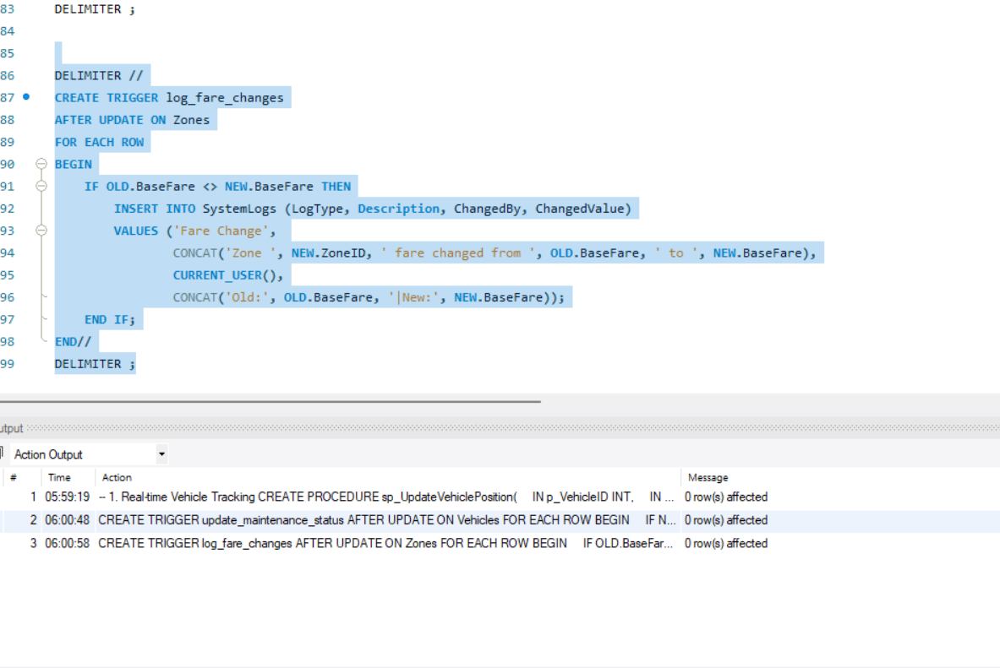 83 DELIMITER ;
84
85
86 DELIMITER //
87 CREATE TRIGGER log_fare_changes
88 AFTER UPDATE ON Zones
89 FOR EACH ROW
90 BEGIN
91 IF OLD.BaseFare <> NEW.BaseFare THEN
92 INSERT INTO SystemLogs (LogType, Description, ChangedBy, ChangedValue)
93 VALUES ('Fare Change',
94 CONCAT('Zone ', NEW.ZoneID, ' fare changed from ', OLD.BaseFare, ' to ', NEW.BaseFare),
95 CURRENT_USER(),
96 CONCAT('Old:', OLD.BaseFare, '|New:', NEW.BaseFare));
97 END IF;
98 END//
99 DELIMITER ;
utput
Action Output
# Time Action Message
1 05:59:19 -- 1. Real-time Vehicle Tracking CREATE PROCEDURE sp_UpdateVehiclePosition( IN p_VehicleID INT, IN ... 0 row(s) affected
2 06:00:48 CREATE TRIGGER update_maintenance_status AFTER UPDATE ON Vehicles FOR EACH ROW BEGIN IF N... 0 row(s) affected
3 06:00:58 CREATE TRIGGER log_fare_changes AFTER UPDATE ON Zones FOR EACH ROW BEGIN IF OLD.BaseFar... 0 row(s) affected